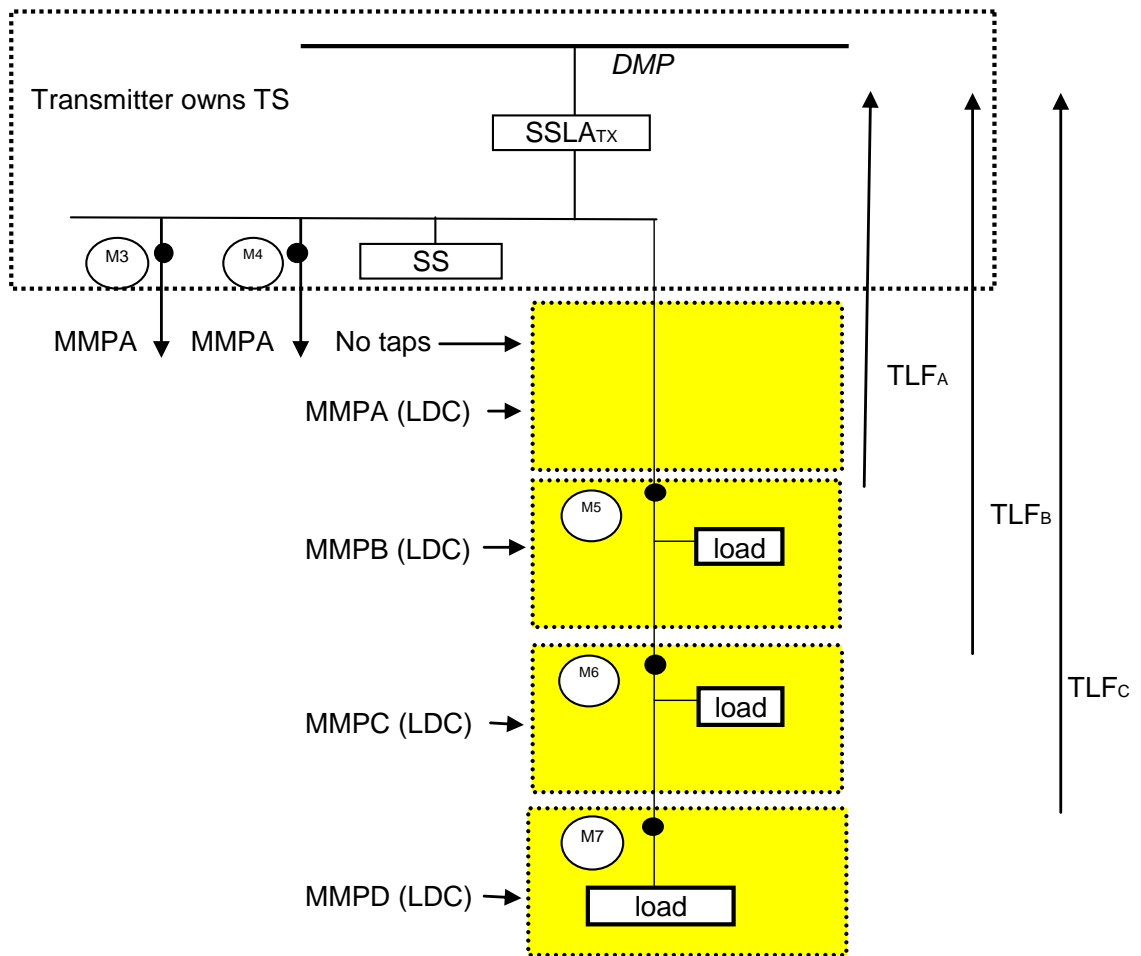 DMP
Transmitter owns TS
SSLATX
M3
M4
SS
MMPA
MMPA
No taps
TLFA
MMPA (LDC)
M5
TLFB
MMPB (LDC)
load
M6
TLFC
MMPC (LDC)
load
M7
MMPD (LDC)
load